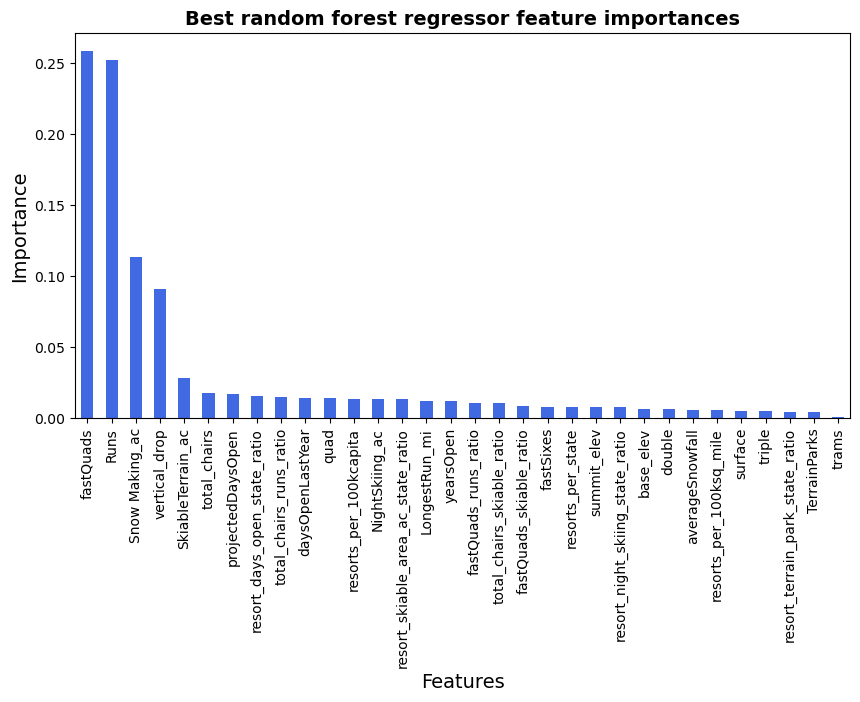 Best random forest regressor feature importances
Importance
0.25
0.20
0.15
0.10
0.05
0.00
fastQuads
Runs
Snow Making_ac
vertical_drop
SkiableTerrain_ac
total_chairs
projectedDaysOpen
resort_days_open_state_ratio
total_chairs_runs_ratio
daysOpenLastYear
quad
resorts_per_100kcapita
NightSkiing_ac
resort_skiable_area_ac_state_ratio
LongestRun_mi
yearsOpen
fastQuads_runs_ratio
total_chairs_skiable_ratio
fastQuads_skiable_ratio
fastSixes
resorts_per_state
summit_elev
resort_night_skiing_state_ratio
base_elev
double
averageSnowfall
resorts_per_100ksq_mile
surface
triple
resort_terrain_park_state_ratio
TerrainParks
trams
Features